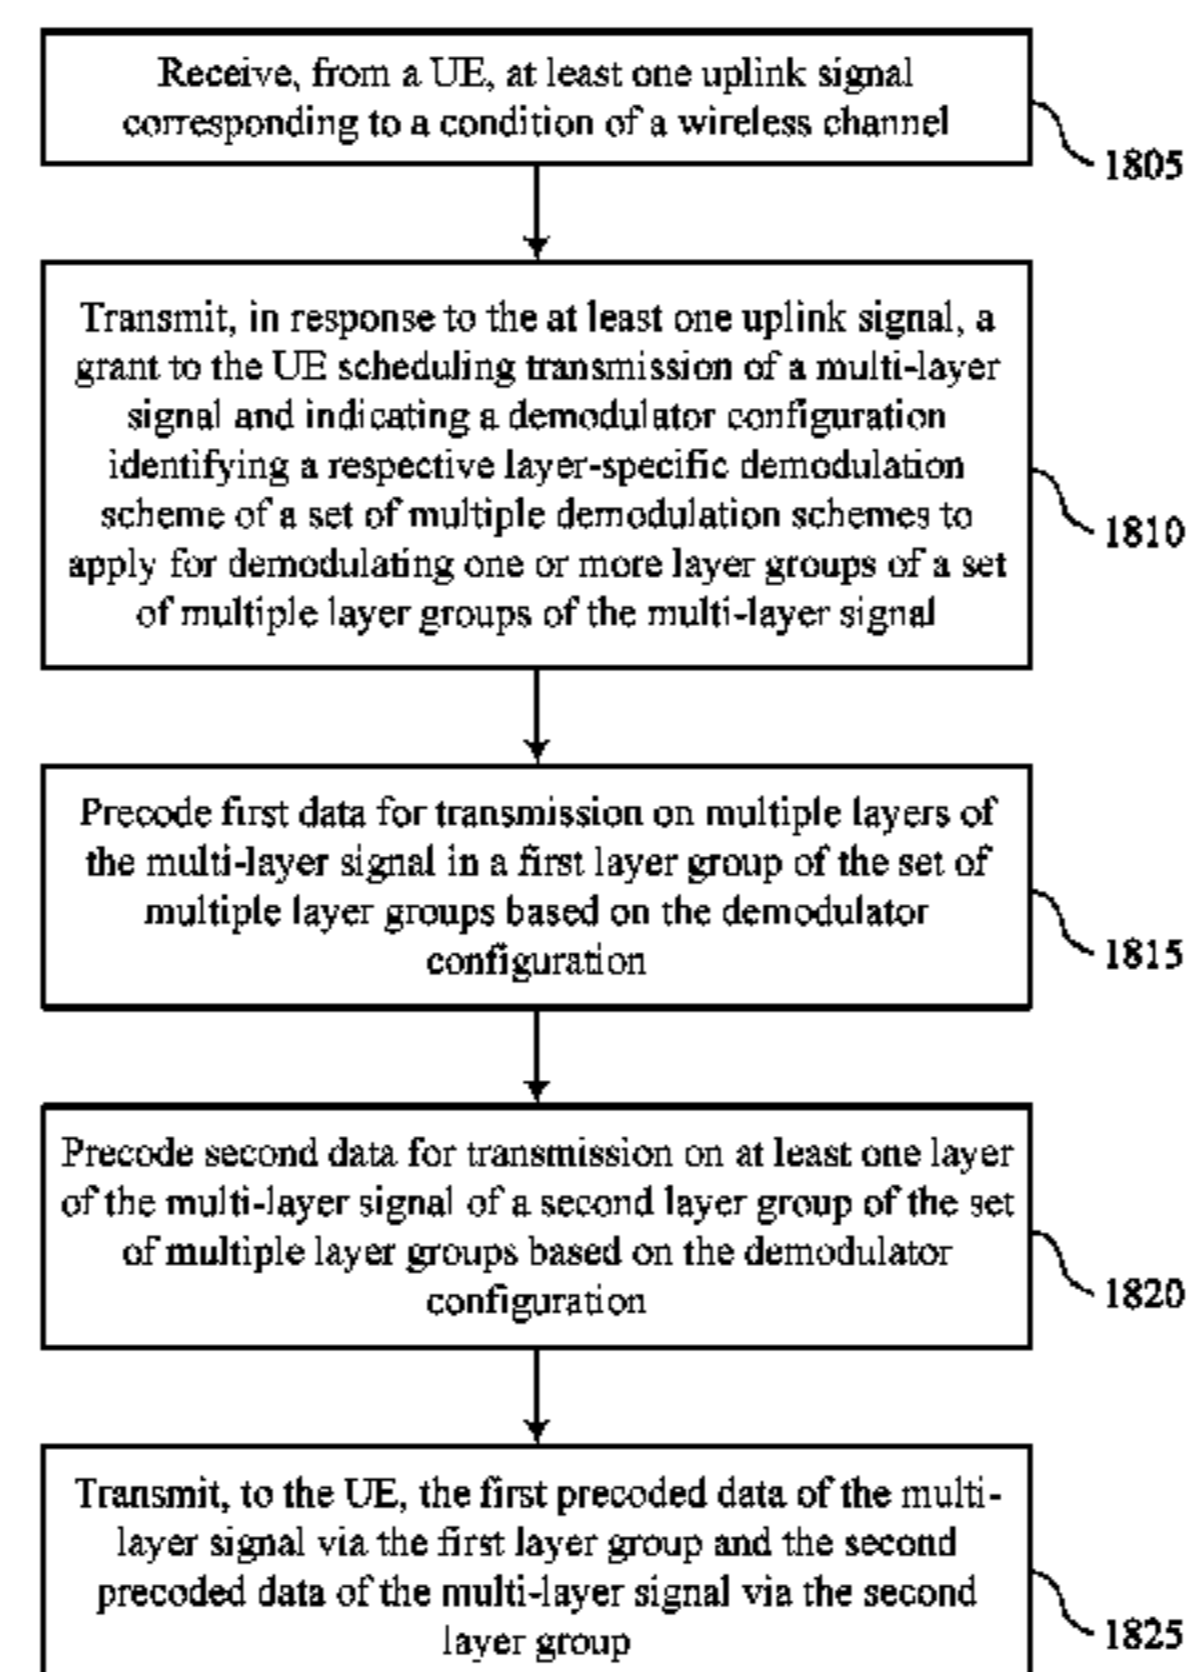 Receive, from a UE, at least one uplink signal
corresponding to a condition of a wireless channel
1805
Transmit, in response to the at least one uplink signal, a
grant to the UE scheduling transmission of a multi-layer
signal and indicating a demodulator configuration
identifying a respective layer-specific demodulation
scheme of a set of multiple demodulation schemes to
apply for demodulating one or more layer groups of a set
of multiple layer groups of the multi-layer signal
1810
Precode first data for transmission on multiple layers of
the multi-layer signal in a first layer group of the set of
multiple layer groups based on the demodulator
configuration
1815
Precode second data for transmission on at least one layer
of the multi-layer signal of a second layer group of the set
of multiple layer groups based on the demodulator
configuration
1820
Transmit, to the UE, the first precoded data of the multi-
layer signal via the first layer group and the second
precoded data of the multi-layer signal via the second
layer group
1825